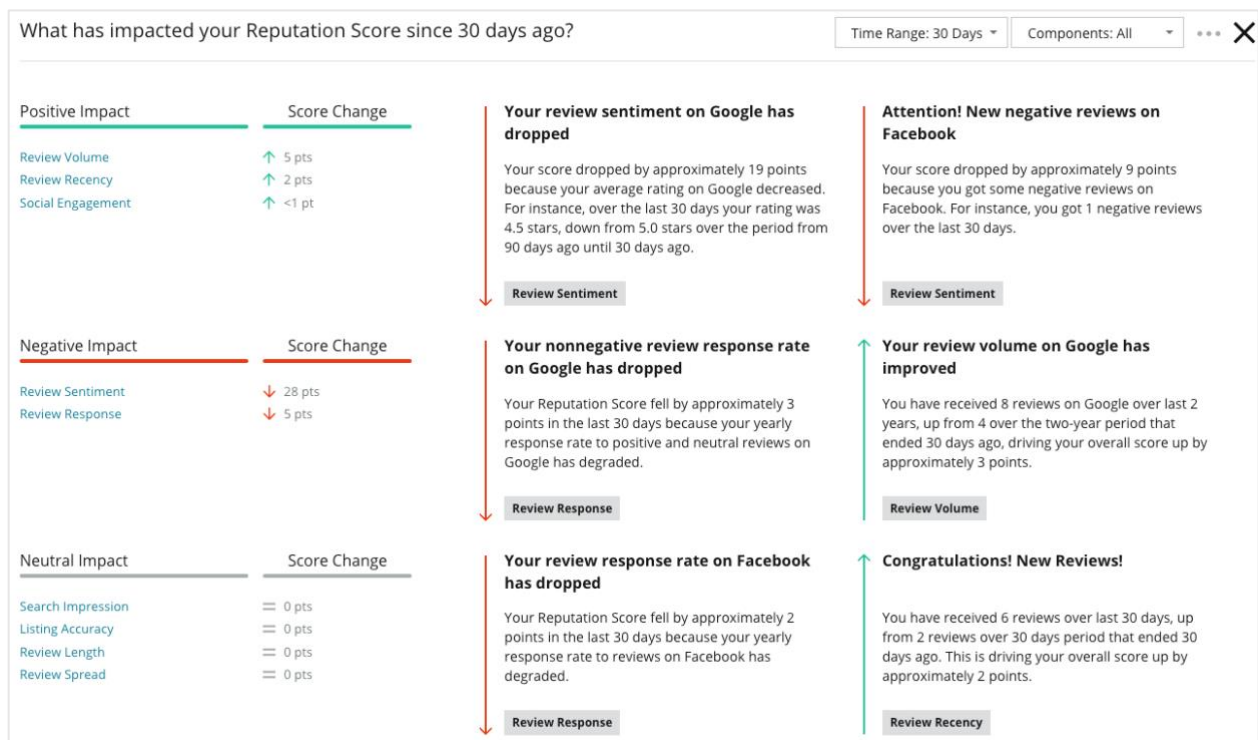 What has impacted your Reputation Score since 30 days ago?
Time Range: 30 Days
Components: All
Positive Impact
Score Change
Review Volume
5 pts
Review Recency
2 pts
Social Engagement
<1 pt
Negative Impact
Score Change
Review Sentiment
28 pts
Review Response
5 pts
Neutral Impact
Score Change
Search Impression
0 pts
Listing Accuracy
0 pts
Review Length
0 pts
Review Spread
0 pts
Your review sentiment on Google has
dropped
Your score dropped by approximately 19 points
because your average rating on Google decreased.
For instance, over the last 30 days your rating was
4.5 stars, down from 5.0 stars over the period from
90 days ago until 30 days ago.
Review Sentiment
Attention! New negative reviews on
Facebook
Your score dropped by approximately 9 points
because you got some negative reviews on
Facebook. For instance, you got 1 negative reviews
over the last 30 days.
Review Sentiment
Your nonnegative review response rate
on Google has dropped
Your Reputation Score fell by approximately 3
points in the last 30 days because your yearly
response rate to positive and neutral reviews on
Google has degraded.
Review Response
Your review volume on Google has
improved
You have received 8 reviews on Google over last 2
years, up from 4 over the two-year period that
ended 30 days ago, driving your overall score up by
approximately 3 points.
Review Volume
Your review response rate on Facebook
has dropped
Your Reputation Score fell by approximately 2
points in the last 30 days because your yearly
response rate to reviews on Facebook has
degraded.
Review Response
Congratulations! New Reviews!
You have received 6 reviews over last 30 days, up
from 2 reviews over 30 days period that ended 30
days ago. This is driving your overall score up by
approximately 2 points.
Review Recency